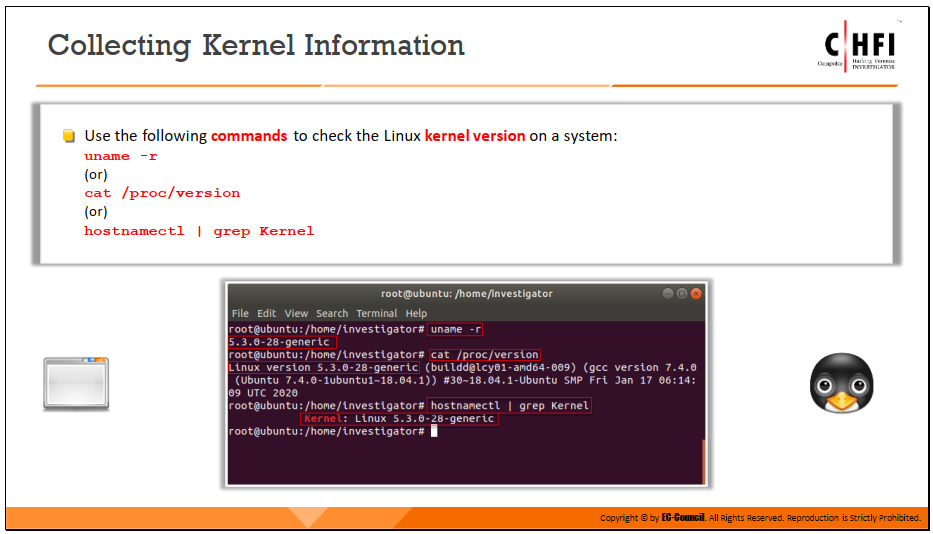 Collecting Kernel Information
CHFI
Computer Hacking Forensic
INVESTIGATOR
Use the following commands to check the Linux kernel version on a system:
uname -r
(or)
cat /proc/version
(or)
hostnamectl | grep Kernel
root@ubuntu: /home/investigator
File Edit View Search Terminal Help
root@ubuntu:/home/investigator# uname -r
5.3.0-28-generic
root@ubuntu:/home/investigator# cat /proc/version
Linux version 5.3.0-28-generic (buildd@lcy01-amd64-009) (gcc version 7.4.0
(Ubuntu 7.4.0-1ubuntu1~18.04.1)) #30~18.04.1-Ubuntu SMP Fri Jan 17 06:14:
09 UTC 2020
root@ubuntu:/home/investigator# hostnamectl | grep Kernel
Kernel: Linux 5.3.0-28-generic
root@ubuntu:/home/investigator#
Copyright © by EC-Council. All Rights Reserved. Reproduction is Strictly Prohibited.